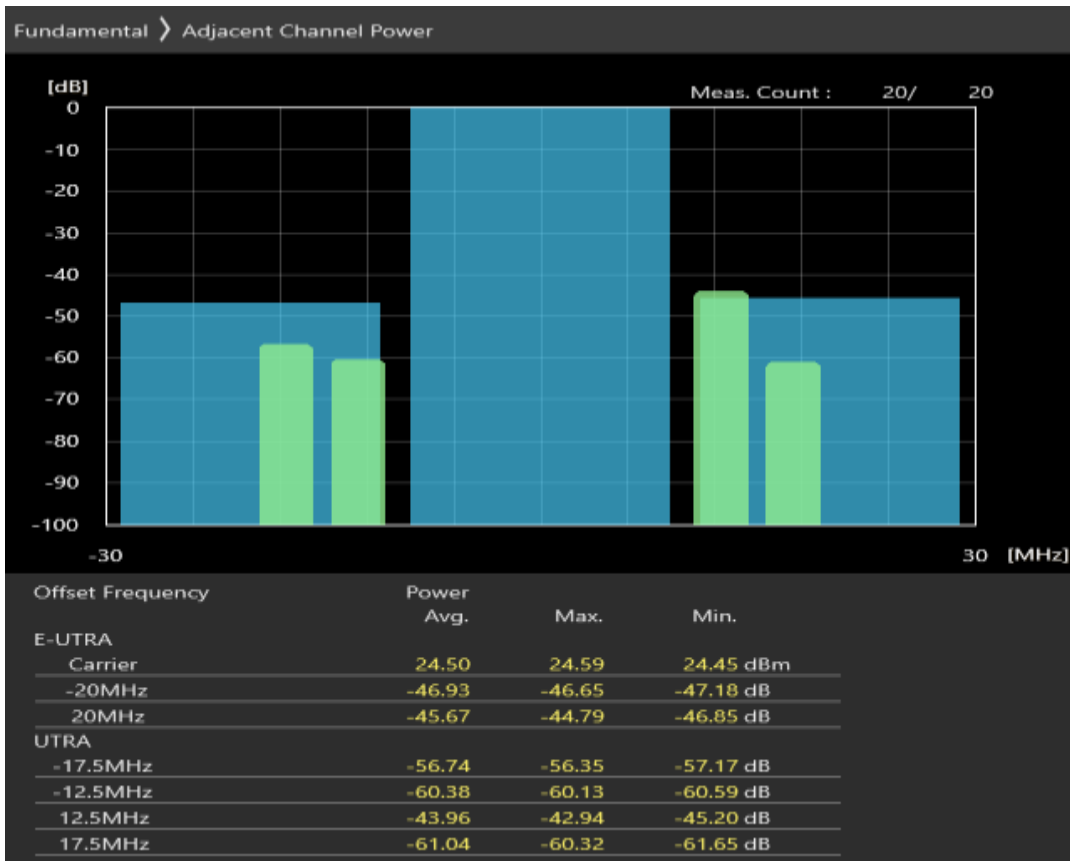 Fundamental ❯ Adjacent Channel Power
[dB]
Meas. Count : 20/ 20
0
-10
-20
-30
-40
-50
-60
-70
-80
-90
-100
-30 30 [MHz]
Offset Frequency Power
Avg. Max. Min.
E-UTRA
Carrier 24.50 24.59 24.45 dBm
-20MHz -46.93 -46.65 -47.18 dB
20MHz -45.67 -44.79 -46.85 dB
UTRA
-17.5MHz -56.74 -56.35 -57.17 dB
-12.5MHz -60.38 -60.13 -60.59 dB
12.5MHz -43.96 -42.94 -45.20 dB
17.5MHz -61.04 -60.32 -61.65 dB